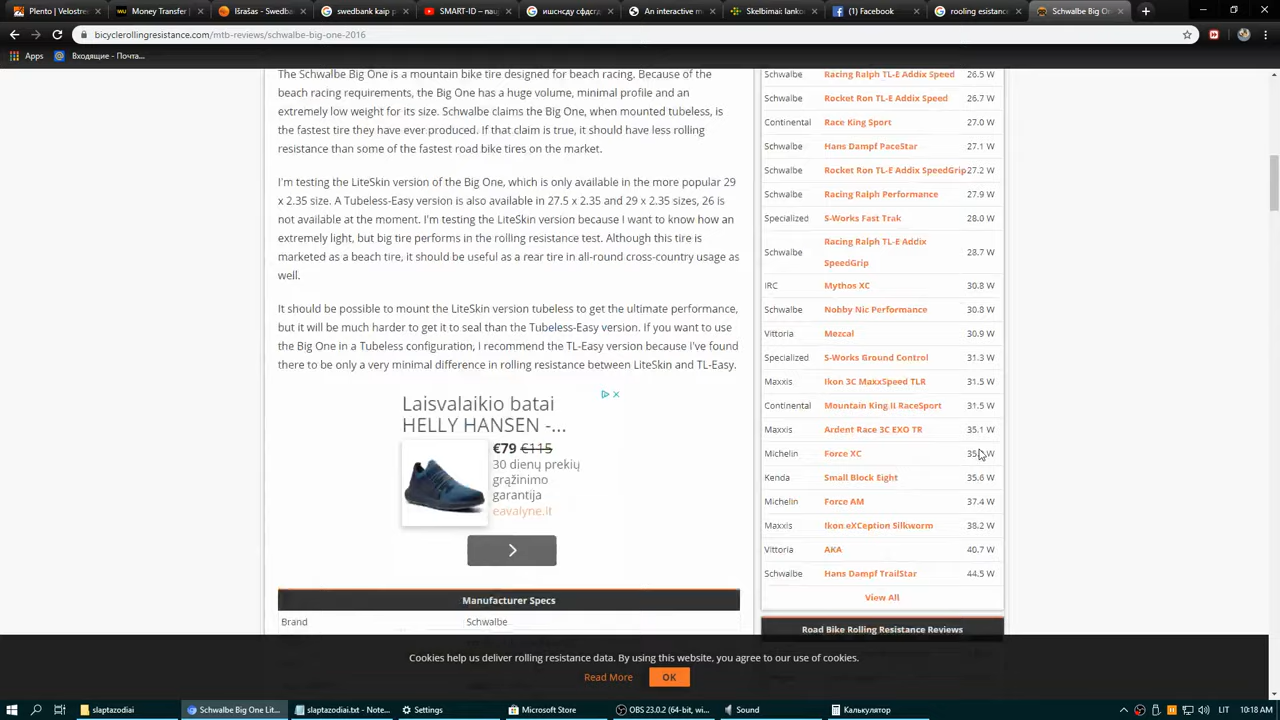 Plento | Velostre
Money Transfer
Išrašas - Swedba
swedbank kaip p
SMART-ID – nau
ишснсду сфдсг
An interactive m
Skelbimai: lanko
(1) Facebook
rooling esistanc
Schwalbe Big On
bicyclerollingresistance.com/mtb-reviews/schwalbe-big-one-2016
Apps
Входящие - Почта...
The Schwalbe Big One is a mountain bike tire designed for beach racing. Because of the
beach racing requirements, the Big One has a huge volume, minimal profile and an
extremely low weight for its size. Schwalbe claims the Big One, when mounted tubeless, is
the fastest tire they have ever produced. If that claim is true, it should have less rolling
resistance than some of the fastest road bike tires on the market.
I'm testing the LiteSkin version of the Big One, which is only available in the more popular 29
x 2.35 size. A Tubeless-Easy version is also available in 27.5 x 2.35 and 29 x 2.35 sizes, 26 is
not available at the moment. I'm testing the LiteSkin version because I want to know how an
extremely light, but big tire performs in the rolling resistance test. Although this tire is
marketed as a beach tire, it should be useful as a rear tire in all-round cross-country usage as
well.
It should be possible to mount the LiteSkin version tubeless to get the ultimate performance,
but it will be much harder to get it to seal than the Tubeless-Easy version. If you want to use
the Big One in a Tubeless configuration, I recommend the TL-Easy version because I've found
there to be only a very minimal difference in rolling resistance between LiteSkin and TL-Easy.
Laisvalaikio batai
HELLY HANSEN -...
€79 €115
30 dienų prekių
grąžinimo
garantija
eavalyne.lt
Manufacturer Specs
Brand Schwalbe
Schwalbe Racing Ralph TL-E Addix Speed 26.5 W
Schwalbe Rocket Ron TL-E Addix Speed 26.7 W
Continental Race King Sport 27.0 W
Schwalbe Hans Dampf PaceStar 27.1 W
Schwalbe Rocket Ron TL-E Addix SpeedGrip 27.2 W
Schwalbe Racing Ralph Performance 27.9 W
Specialized S-Works Fast Trak 28.0 W
Schwalbe Racing Ralph TL-E Addix
SpeedGrip 28.7 W
IRC Mythos XC 30.8 W
Schwalbe Nobby Nic Performance 30.8 W
Vittoria Mezcal 30.9 W
Specialized S-Works Ground Control 31.3 W
Maxxis Ikon 3C MaxxSpeed TLR 31.5 W
Continental Mountain King II RaceSport 31.5 W
Maxxis Ardent Race 3C EXO TR 35.1 W
Michelin Force XC
Kenda Small Block Eight 35.6 W
Michelin Force AM 37.4 W
Maxxis Ikon eXCeption Silkworm 38.2 W
Vittoria AKA 40.7 W
Schwalbe Hans Dampf TrailStar 44.5 W
View All
Road Bike Rolling Resistance Reviews
Cookies help us deliver rolling resistance data. By using this website, you agree to our use of cookies.
Read More OK
slaptazodiai
Schwalbe Big One Lit...
slaptazodiai.txt - Note...
Settings
Microsoft Store
OBS 23.0.2 (64-bit, wi...
Sound
Калькулятор
LIT
10:18 AM